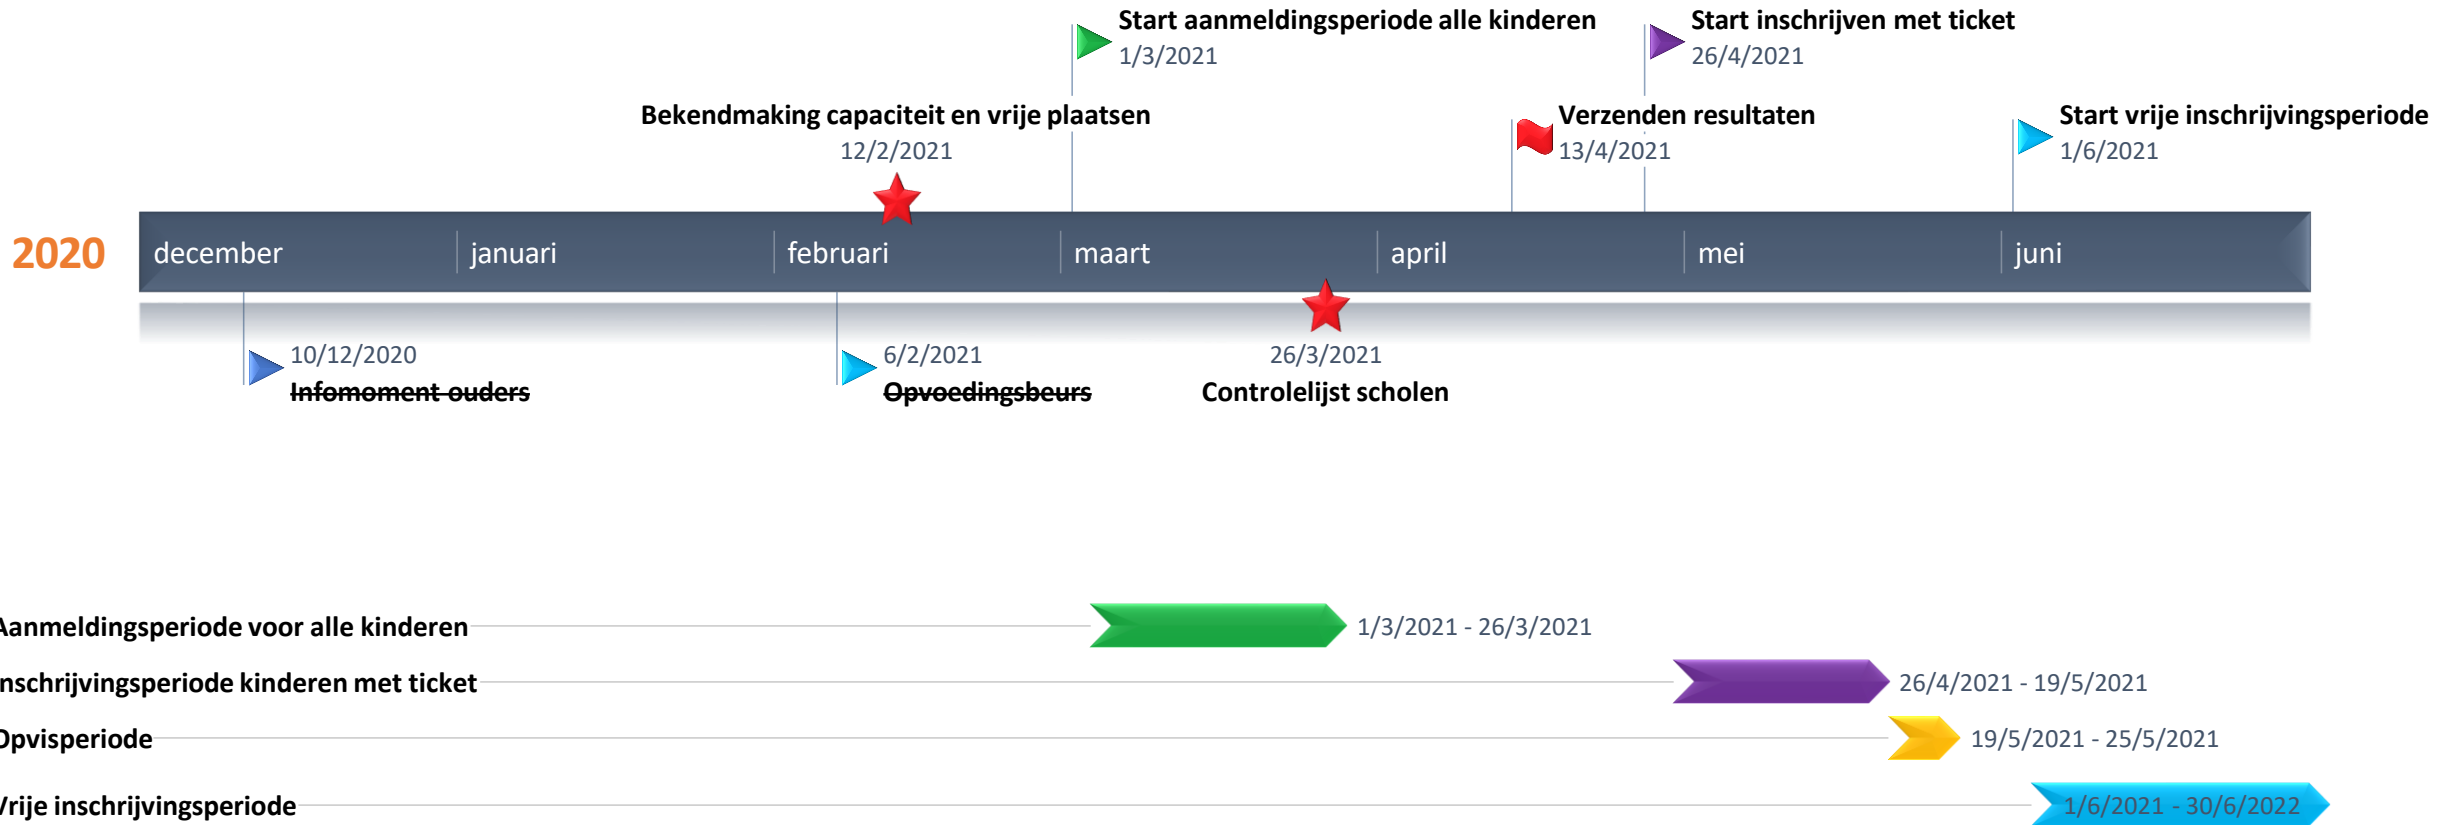 Start aanmeldingsperiode alle kinderen
1/3/2021
Start inschrijven met ticket
26/4/2021
Bekendmaking capaciteit en vrije plaatsen
12/2/2021
Verzenden resultaten
13/4/2021
Start vrije inschrijvingsperiode
1/6/2021
2020
december januari februari maart april mei juni
10/12/2020
Infomoment ouders
6/2/2021
Opvoedingsbeurs
26/3/2021
Controlelijst scholen
Aanmeldingsperiode voor alle kinderen 1/3/2021 - 26/3/2021
nschrijvingsperiode kinderen met ticket 26/4/2021 - 19/5/2021
Opvisperiode 19/5/2021 - 25/5/2021
Vrije inschrijvingsperiode 1/6/2021 - 30/6/2022